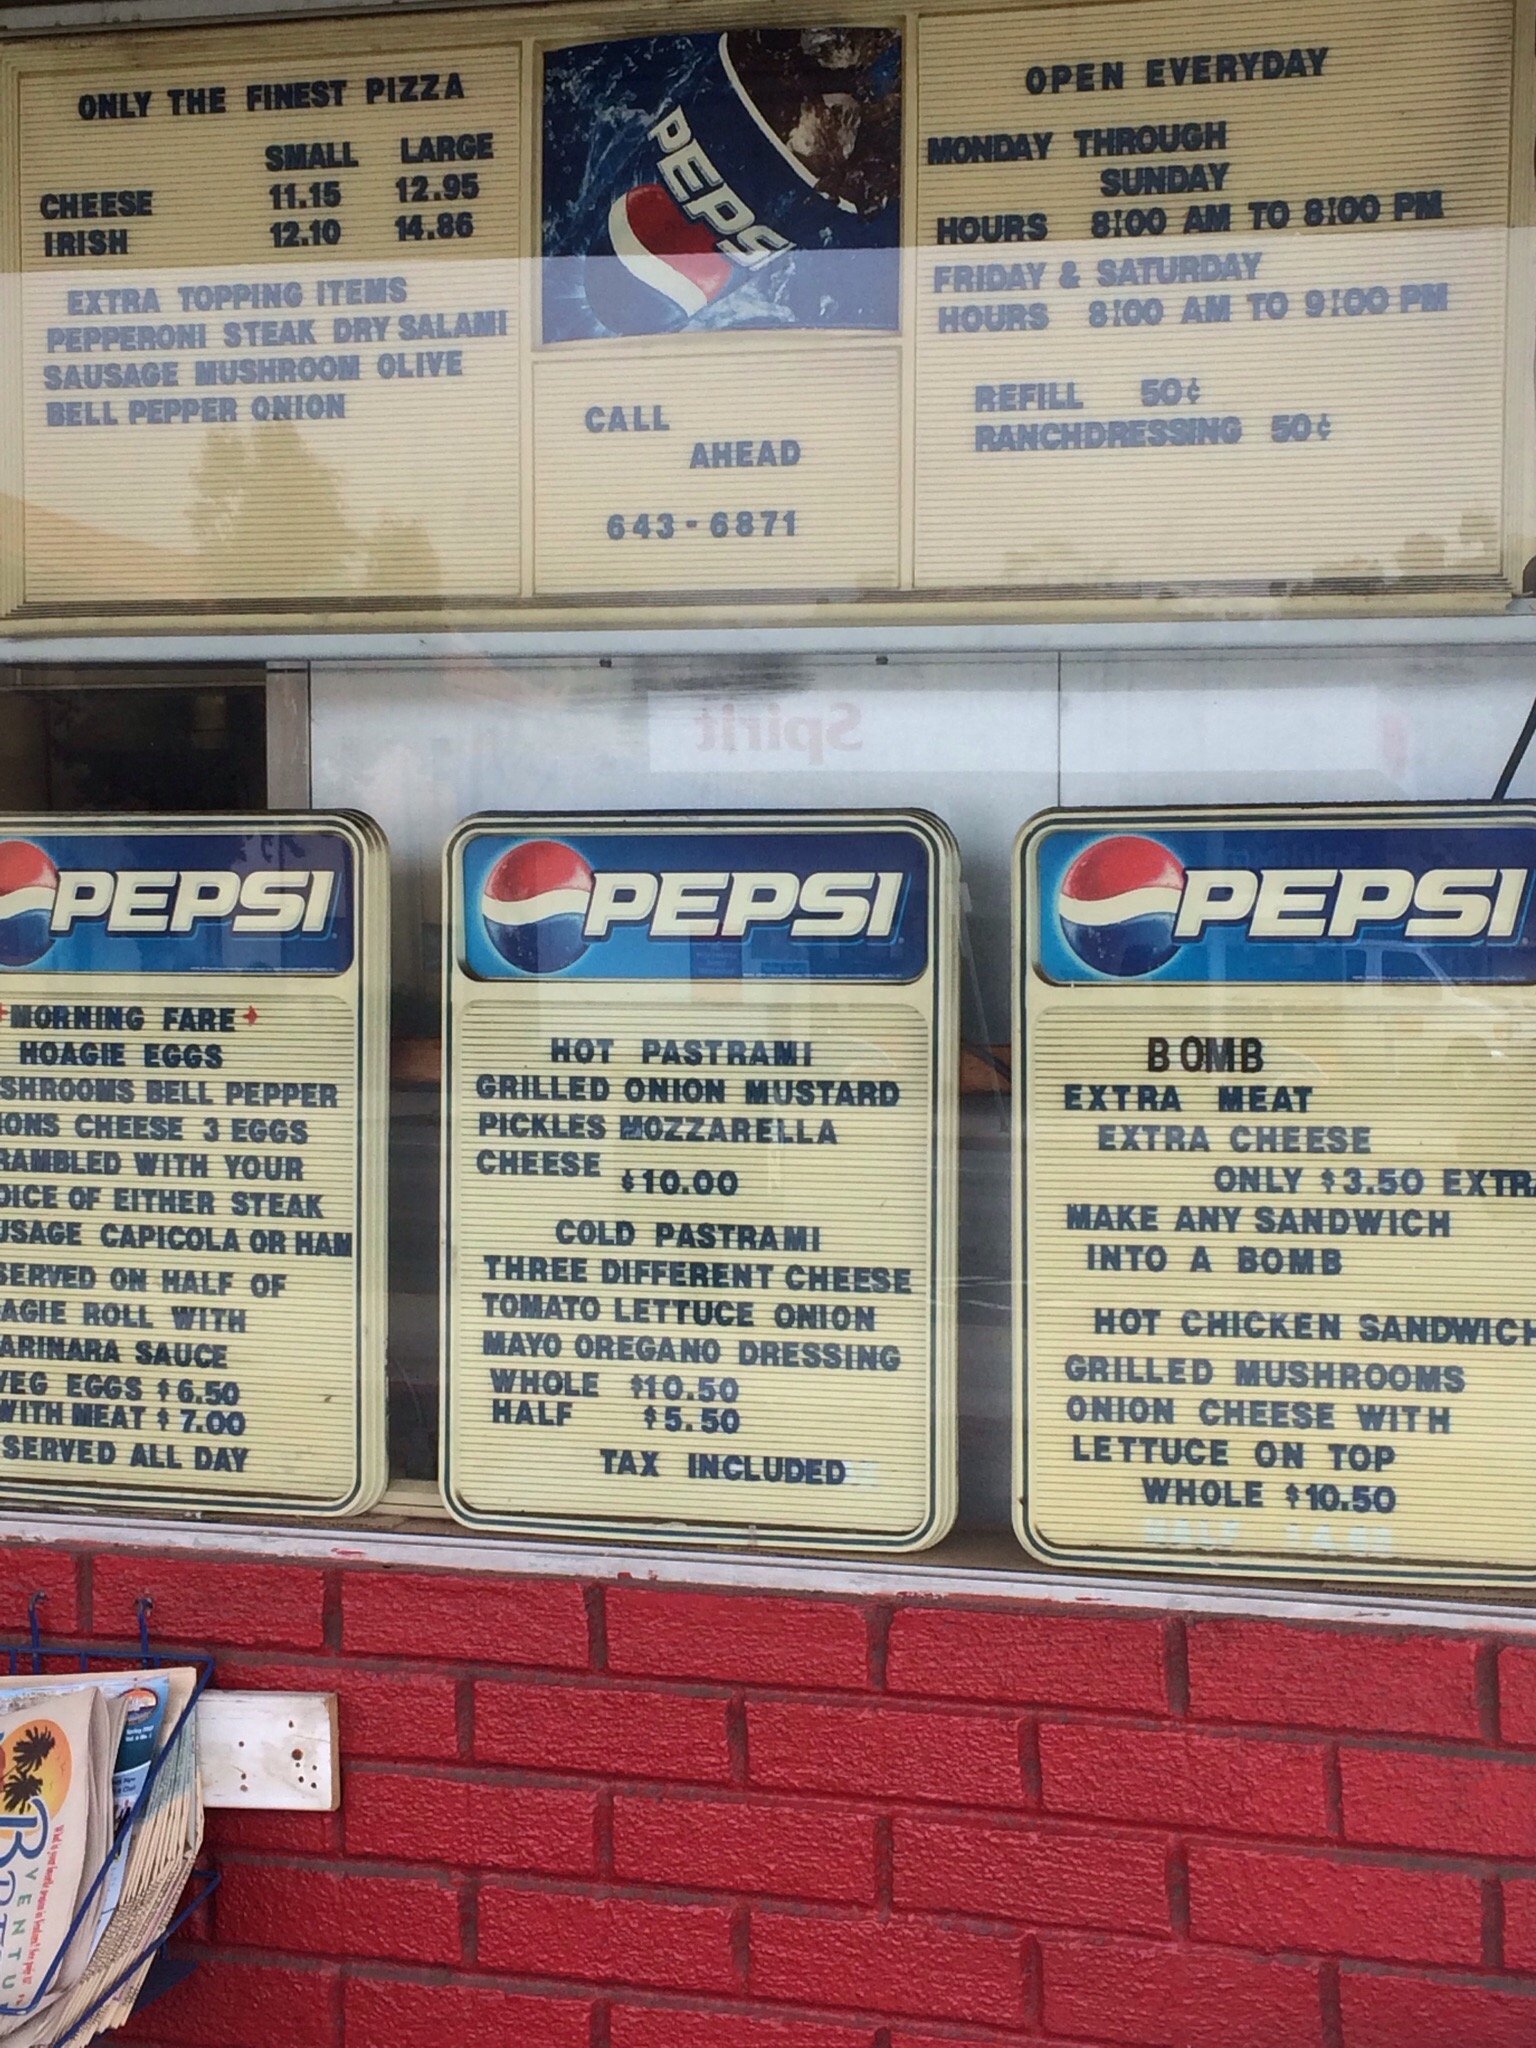 ONLY THE FINEST PIZZA
SMALL LARGE
CHEESE 11.15 12.95
IRISH 12.10 14.86
EXTRA TOPPING ITEMS
PEPPERONI STEAK DRY SALAMI
SAUSAGE MUSHROOM OLIVE
BELL PEPPER ONION
PEPSI
CALL
AHEAD
643-6871
OPEN EVERYDAY
MONDAY THROUGH
SUNDAY
HOURS 8:00 AM TO 8:00 PM
FRIDAY & SATURDAY
HOURS 8:00 AM TO 9:00 PM
REFILL 50¢
RANCHDRESSING 50¢
Spirit
PEPSI
MORNING FARE
HOAGIE EGGS
SHROOMS BELL PEPPER
ONS CHEESE 3 EGGS
RAMBLED WITH YOUR
OICE OF EITHER STEAK
USAGE CAPICOLA OR HAM
SERVED ON HALF OF
AGIE ROLL WITH
ARINARA SAUCE
VEG EGGS $6.50
WITH MEAT $7.00
SERVED ALL DAY
PEPSI
HOT PASTRAMI
GRILLED ONION MUSTARD
PICKLES MOZZARELLA
CHEESE $10.00
COLD PASTRAMI
THREE DIFFERENT CHEESE
TOMATO LETTUCE ONION
MAYO OREGANO DRESSING
WHOLE $10.50
HALF $5.50
TAX INCLUDED
PEPSI
BOMB
EXTRA MEAT
EXTRA CHEESE
ONLY $3.50 EXTR
MAKE ANY SANDWICH
INTO A BOMB
HOT CHICKEN SANDWICH
GRILLED MUSHROOMS
ONION CHEESE WITH
LETTUCE ON TOP
WHOLE $10.50
VENTU